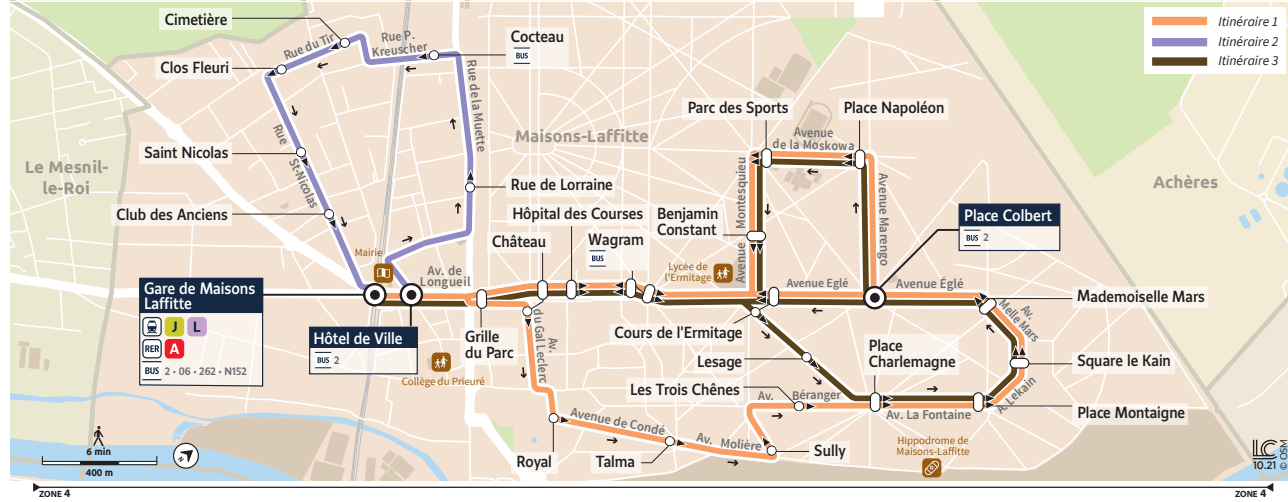 Itinéraire 1
Itinéraire 2
Itinéraire 3
Cimetière
Rue du Tir
Rue P.
Kreuscher
Cocteau
BUS
Clos Fleuri
Rue de la Muette
Maisons-Laffitte
Parc des Sports
Place Napoléon
Avenue
de la Moskowa
Rue
St-Nicolas
Saint Nicolas
Le Mesnil-
le-Roi
Achères
Club des Anciens
Rue de Lorraine
Hôpital des Courses
Benjamin
Constant
Avenue
Montesquieu
Avenue Marengo
Place Colbert
BUS 2
Château
Wagram
BUS
Mairie
Lycée de
l'Ermitage
Av. de
Longueil
Avenue Eglé
Avenue Eglé
Gare de Maisons
Laffitte
J
L
RER
A
BUS 2 • 06 • 262 • N152
Hôtel de Ville
BUS 2
Grille
du Parc
Av.
du Gal Leclerc
Cours de l'Ermitage
Mademoiselle Mars
Av.
Melle Mars
Place
Charlemagne
Lesage
Square le Kain
Collège du Prieuré
Les Trois Chênes
Av.
Béranger
A. Lekain
Av. La Fontaine
Place Montaigne
Avenue de Condé
Av. Molière
Royal
Talma
Sully
Hippodrome de
Maisons-Laffitte
6 min
400 m
LC
10.21
© OSM
ZONE 4
ZONE 4